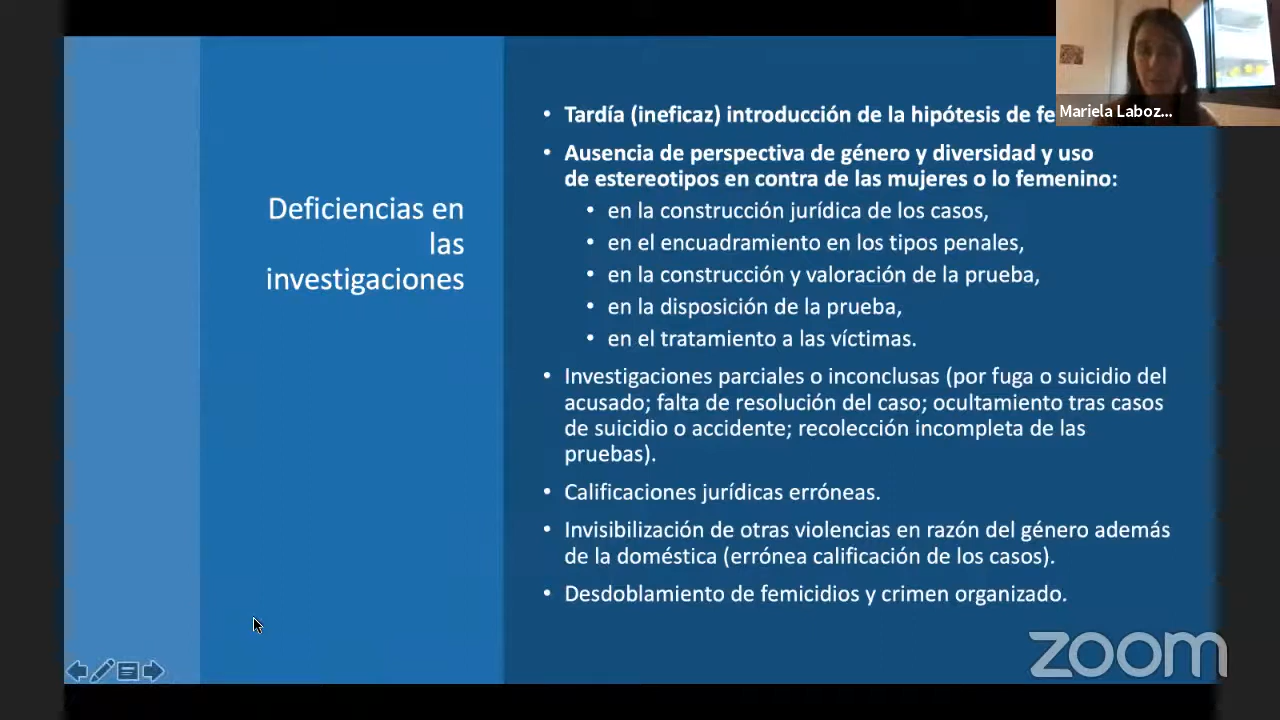 Deficiencias en
las
investigaciones
• Tardía (ineficaz) introducción de la hipótesis de
• Ausencia de perspectiva de género y diversidad y uso
de estereotipos en contra de las mujeres o lo femenino:
• en la construcción jurídica de los casos,
• en el encuadramiento en los tipos penales,
• en la construcción y valoración de la prueba,
• en la disposición de la prueba,
• en el tratamiento a las víctimas.
• Investigaciones parciales o inconclusas (por fuga o suicidio del
acusado; falta de resolución del caso; ocultamiento tras casos
de suicidio o accidente; recolección incompleta de las
pruebas).
• Calificaciones jurídicas erróneas.
• Invisibilización de otras violencias en razón del género además
de la doméstica (errónea calificación de los casos).
• Desdoblamiento de femicidios y crimen organizado.
Mariela Laboz...
zoom